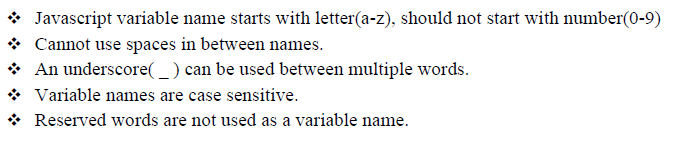 ❖ Javascript variable name starts with letter(a-z), should not start with number(0-9)
❖ Cannot use spaces in between names.
❖ An underscore( _ ) can be used between multiple words.
❖ Variable names are case sensitive.
❖ Reserved words are not used as a variable name.